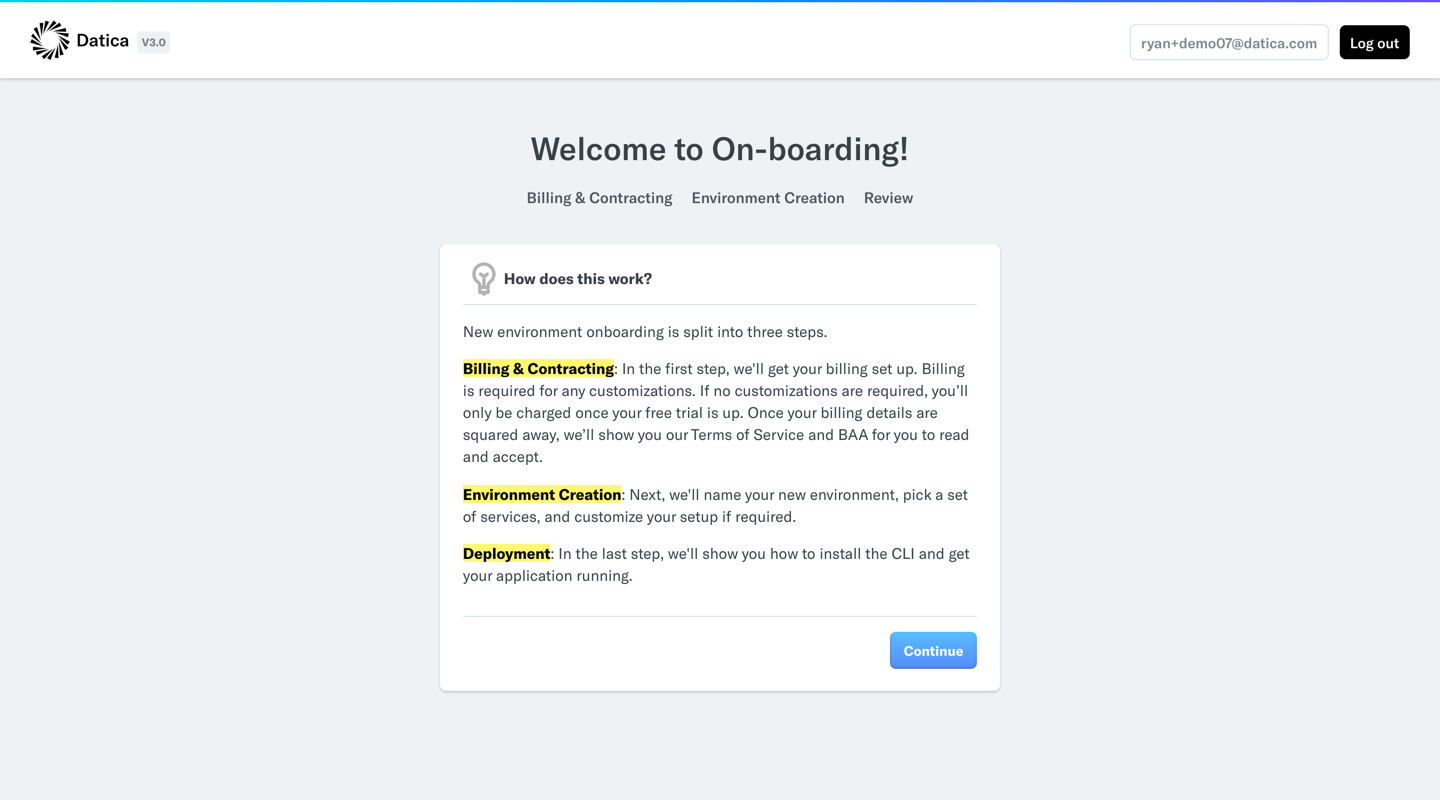 Datica V3.0
ryan+demo07@datica.com Log out
Welcome to On-boarding!
Billing & Contracting Environment Creation Review
How does this work?
New environment onboarding is split into three steps.
Billing & Contracting: In the first step, we'll get your billing set up. Billing
is required for any customizations. If no customizations are required, you’ll
only be charged once your free trial is up. Once your billing details are
squared away, we’ll show you our Terms of Service and BAA for you to read
and accept.
Environment Creation: Next, we'll name your new environment, pick a set
of services, and customize your setup if required.
Deployment: In the last step, we'll show you how to install the CLI and get
your application running.
Continue